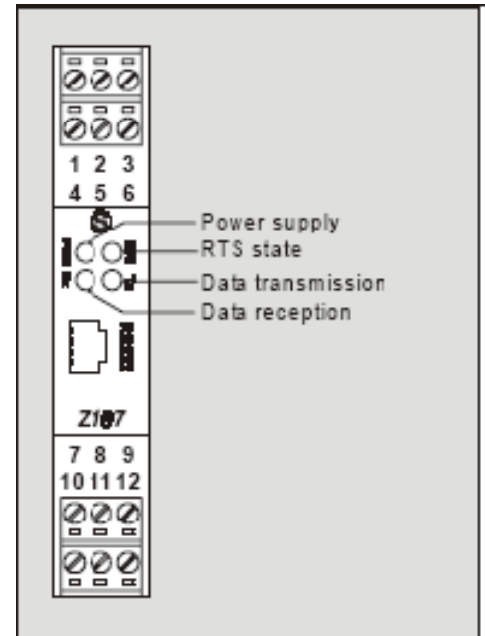 1 2 3
4 5 6
S
Power supply
RTS state
Data transmission
Data reception
7 8 9
10 11 12